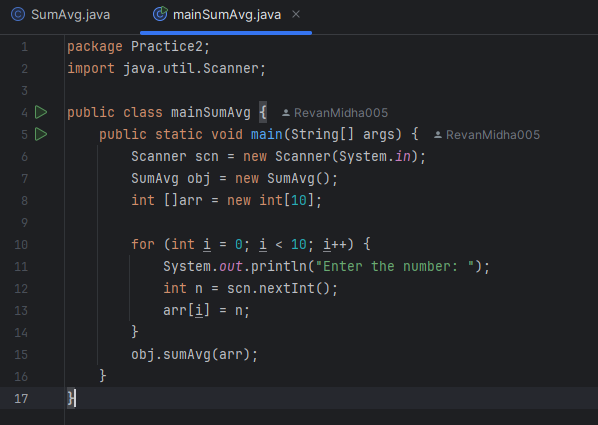 SumAvg.java mainSumAvg.java
1 package Practice2;
2 import java.util.Scanner;
3
4 public class mainSumAvg { RevanMidha005
5 public static void main(String[] args) { RevanMidha005
6 Scanner scn = new Scanner(System.in);
7 SumAvg obj = new SumAvg();
8 int []arr = new int[10];
9
10 for (int i = 0; i < 10; i++) {
11 System.out.println("Enter the number: ");
12 int n = scn.nextInt();
13 arr[i] = n;
14 }
15 obj.sumAvg(arr);
16 }
17 }